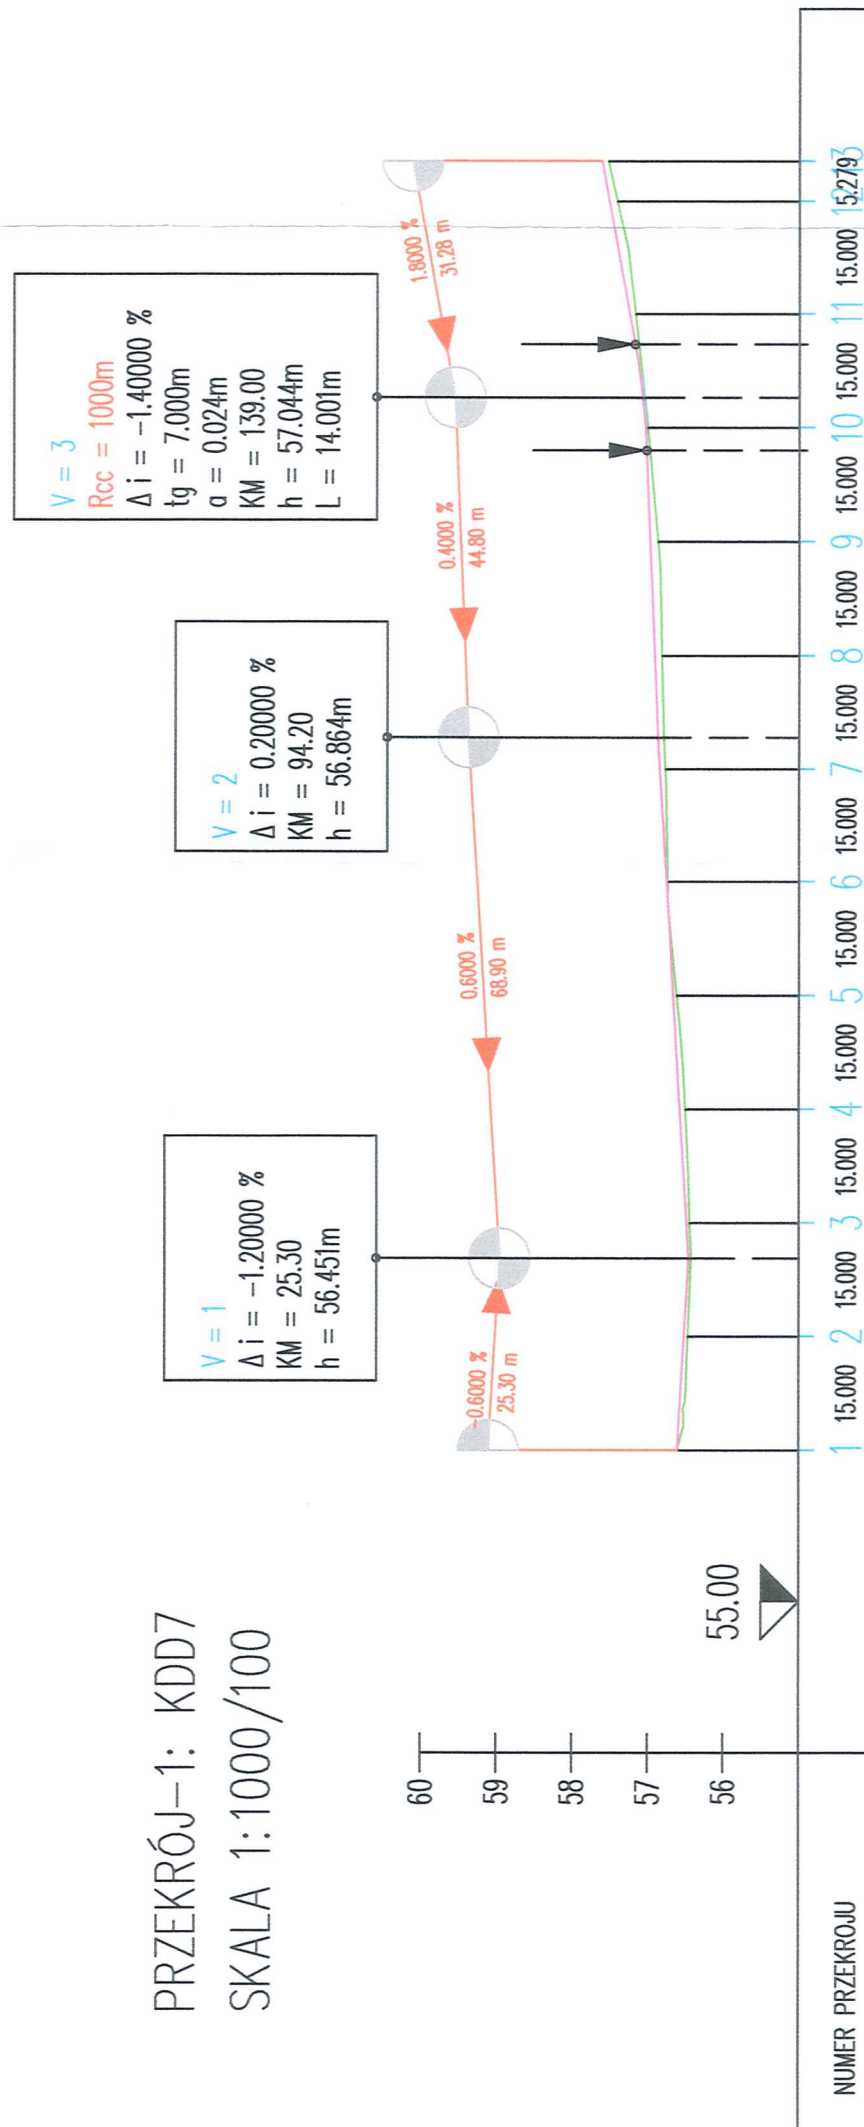 PRZEKRÓJ-1: KDD7
SKALA 1:1000/100
V = 1
Δ i = -1.20000 %
KM = 25.30
h = 56.451m
V = 2
Δ i = 0.20000 %
KM = 94.20
h = 56.864m
V = 3
Rcc = 1000m
Δ i = -1.40000 %
tg = 7.000m
a = 0.024m
KM = 139.00
h = 57.044m
L = 14.001m
-0.6000 %
25.30 m
0.6000 %
68.90 m
0.4000 %
44.80 m
1.8000 %
31.28 m
60
59
58
57
56
55.00
NUMER PRZEKROJU
1 15.000 2 15.000 3 15.000 4 15.000 5 15.000 6 15.000 7 15.000 8 15.000 9 15.000 10 15.000 11 15.000 12 5.279 13